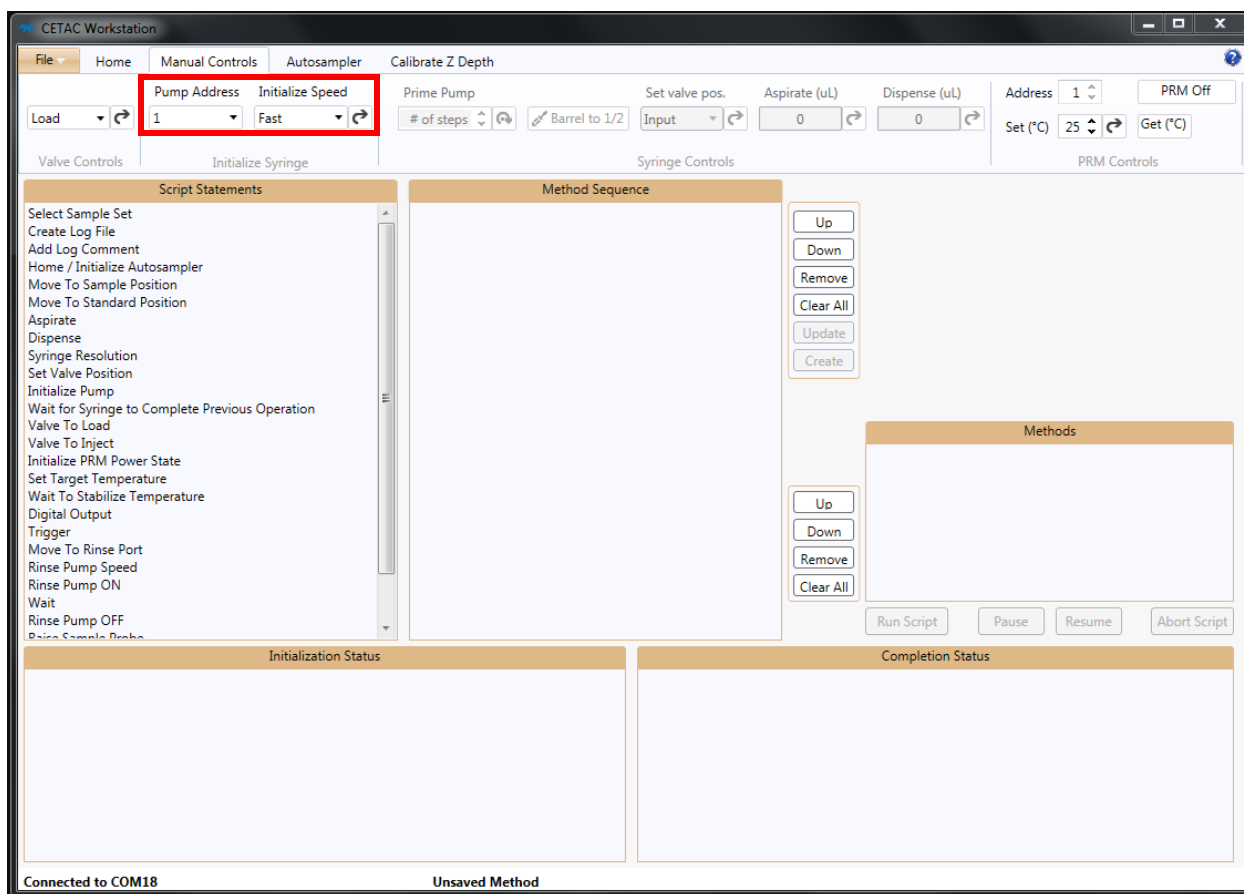 CETAC Workstation
File Home Manual Controls Autosampler Calibrate Z Depth
Pump Address Initialize Speed Prime Pump Set valve pos. Aspirate (uL) Dispense (uL) Address 1 PRM Off
Load 1 Fast # of steps Barrel to 1/2 Input 0 0 Set (°C) 25 Get (°C)
Valve Controls Initialize Syringe Syringe Controls PRM Controls
Script Statements
Select Sample Set
Create Log File
Add Log Comment
Home / Initialize Autosampler
Move To Sample Position
Move To Standard Position
Aspirate
Dispense
Syringe Resolution
Set Valve Position
Initialize Pump
Wait for Syringe to Complete Previous Operation
Valve To Load
Valve To Inject
Initialize PRM Power State
Set Target Temperature
Wait To Stabilize Temperature
Digital Output
Trigger
Move To Rinse Port
Rinse Pump Speed
Rinse Pump ON
Wait
Rinse Pump OFF
Raise Sample Probe
Method Sequence
Up
Down
Remove
Clear All
Update
Create
Up
Down
Remove
Clear All
Methods
Run Script Pause Resume Abort Script
Initialization Status
Completion Status
Connected to COM18 Unsaved Method